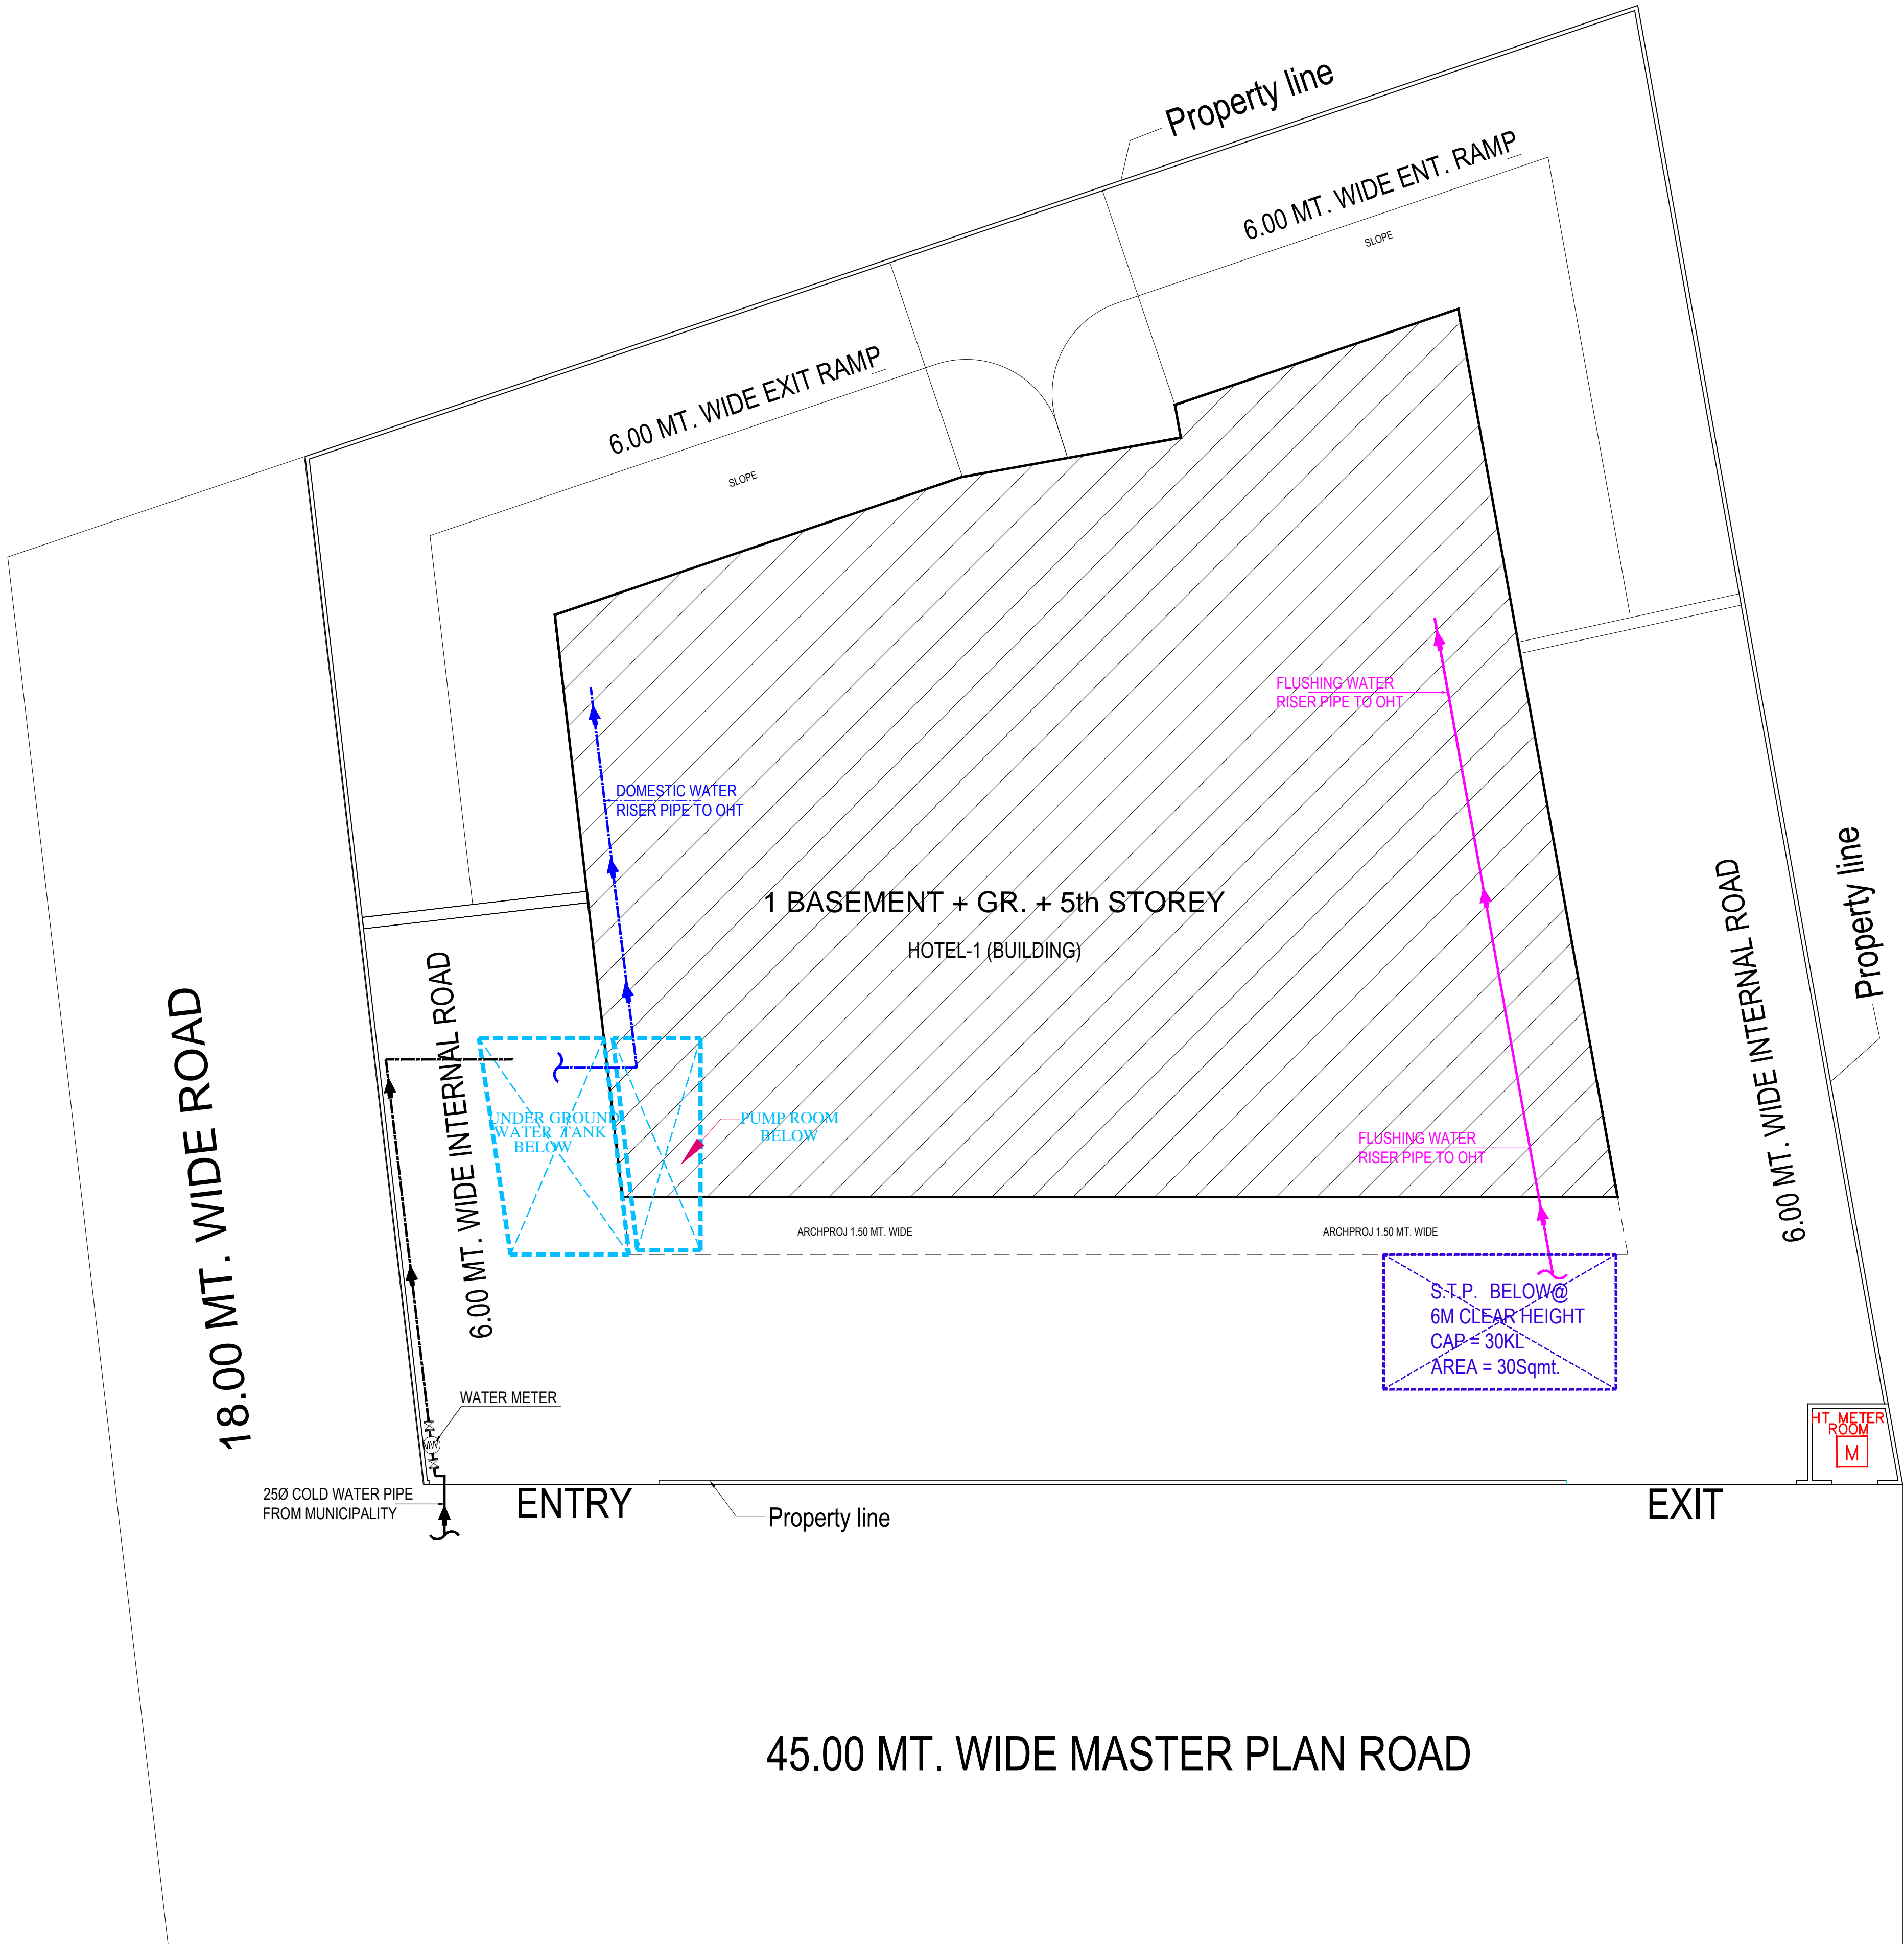 Property line
6.00 MT. WIDE ENT. RAMP
SLOPE
6.00 MT. WIDE EXIT RAMP
SLOPE
FLUSHING WATER
RISER PIPE TO OHT
DOMESTIC WATER
RISER PIPE TO OHT
1 BASEMENT + GR. + 5th STOREY
HOTEL-1 (BUILDING)
18.00 MT. WIDE ROAD
6.00 MT. WIDE INTERNAL ROAD
6.00 MT. WIDE INTERNAL ROAD
Property line
UNDER GROUND
WATER TANK
BELOW
PUMP ROOM
BELOW
FLUSHING WATER
RISER PIPE TO OHT
ARCHPROJ 1.50 MT. WIDE
ARCHPROJ 1.50 MT. WIDE
S.T.P. BELOW@
6M CLEAR HEIGHT
CAP = 30KL
AREA = 30Sqmt.
WATER METER
MW
HT METER
ROOM
M
25Ø COLD WATER PIPE
FROM MUNICIPALITY
ENTRY
Property line
EXIT
45.00 MT. WIDE MASTER PLAN ROAD